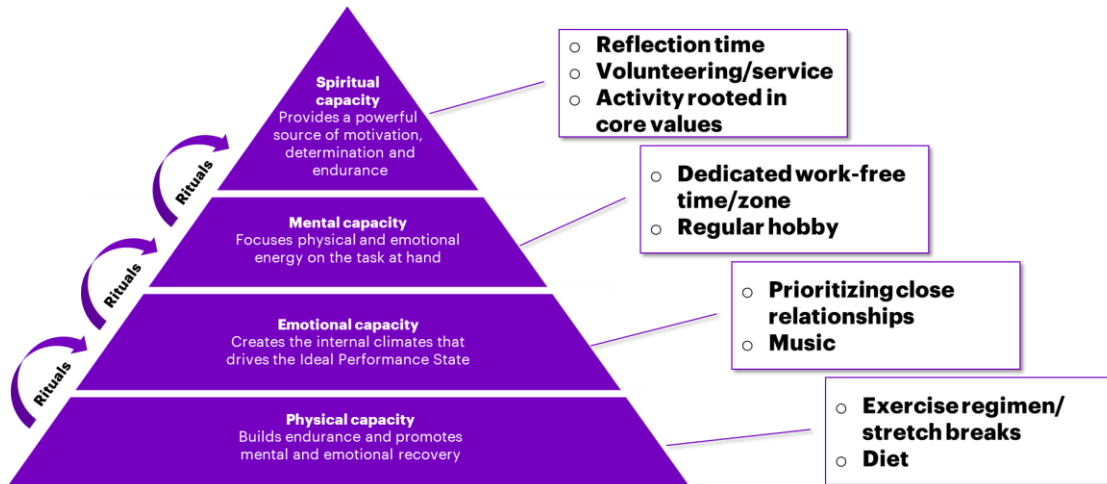 Spiritual
capacity
Provides a powerful
source of motivation,
determination and
endurance
○ Reflection time
○ Volunteering/service
○ Activity rooted in
core values
Rituals
Mental capacity
Focuses physical and emotional
energy on the task at hand
○ Dedicated work-free
time/zone
○ Regular hobby
Rituals
Emotional capacity
Creates the internal climates that
drives the Ideal Performance State
○ Prioritizing close
relationships
○ Music
Rituals
Physical capacity
Builds endurance and promotes
mental and emotional recovery
○ Exercise regimen/
stretch breaks
○ Diet